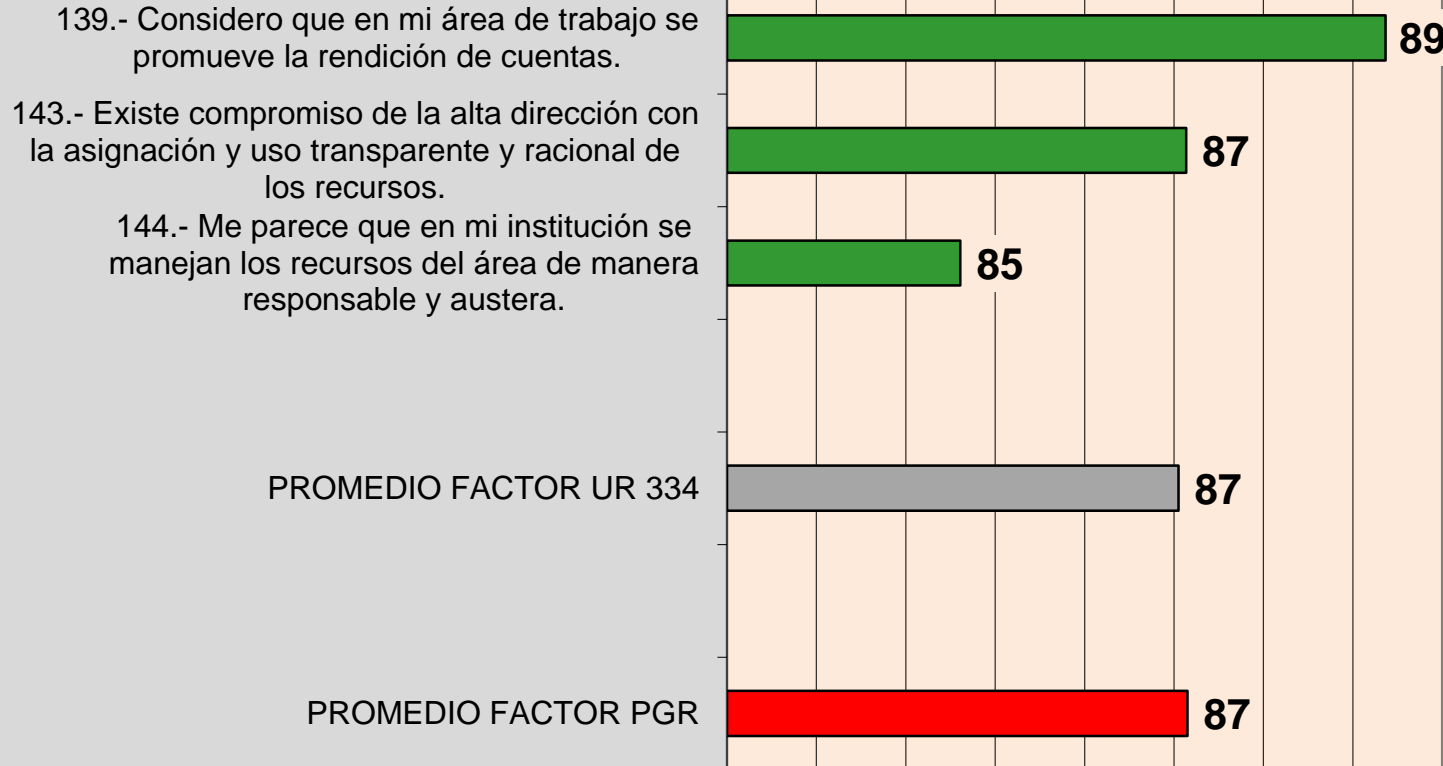 139.- Considero que en mi área de trabajo se
promueve la rendición de cuentas.
89
143.- Existe compromiso de la alta dirección con
la asignación y uso transparente y racional de
los recursos.
87
144.- Me parece que en mi institución se
manejan los recursos del área de manera
responsable y austera.
85
PROMEDIO FACTOR UR 334
87
PROMEDIO FACTOR PGR
87